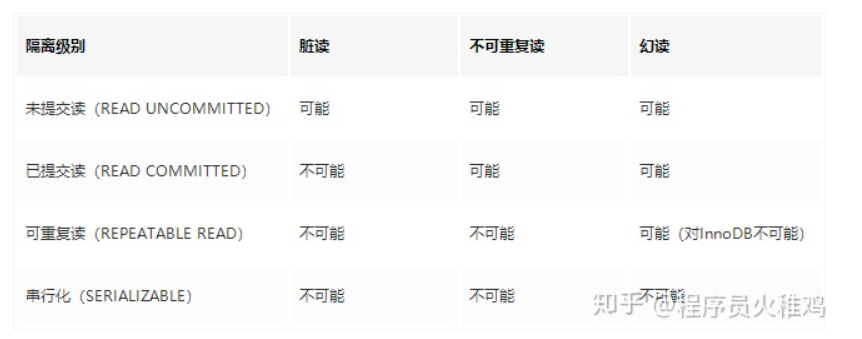 隔离级别 脏读 不可重复读 幻读
未提交读（READ UNCOMMITTED） 可能 可能 可能
已提交读（READ COMMITTED） 不可能 可能 可能
可重复读（REPEATABLE READ） 不可能 不可能 可能（对InnoDB不可能）
串行化（SERIALIZABLE） 不可能 不可能 不可能
知乎 @程序员火稚鸡